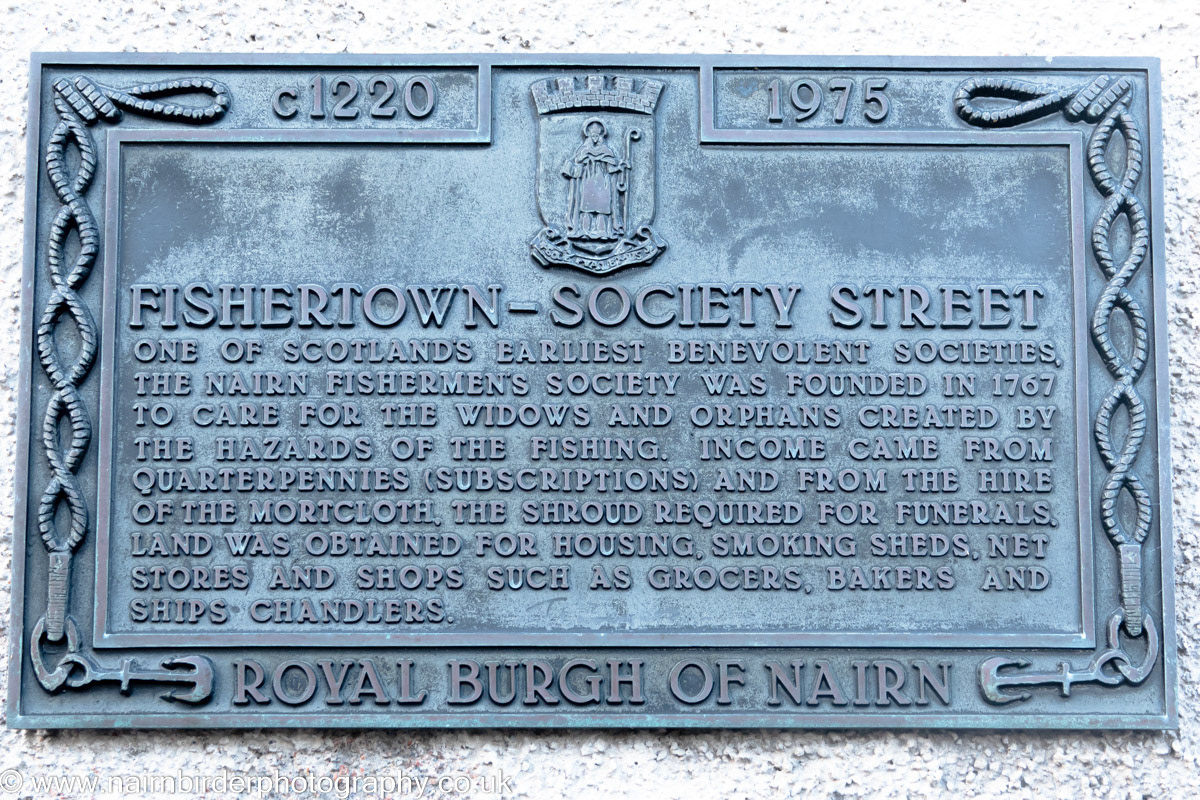 c1220
1975
FISHERTOWN-SOCIETY STREET
ONE OF SCOTLAND'S EARLIEST BENEVOLENT SOCIETIES,
THE NAIRN FISHERMEN'S SOCIETY WAS FOUNDED IN 1767
TO CARE FOR THE WIDOWS AND ORPHANS CREATED BY
THE HAZARDS OF THE FISHING. INCOME CAME FROM
QUARTERPENNIES (SUBSCRIPTIONS) AND FROM THE HIRE
OF THE MORTCLOTH, THE SHROUD REQUIRED FOR FUNERALS.
LAND WAS OBTAINED FOR HOUSING, SMOKING SHEDS, NET
STORES AND SHOPS SUCH AS GROCERS, BAKERS AND
SHIPS CHANDLERS.
ROYAL BURGH OF NAIRN
© www.nairnbirderphotography.co.uk